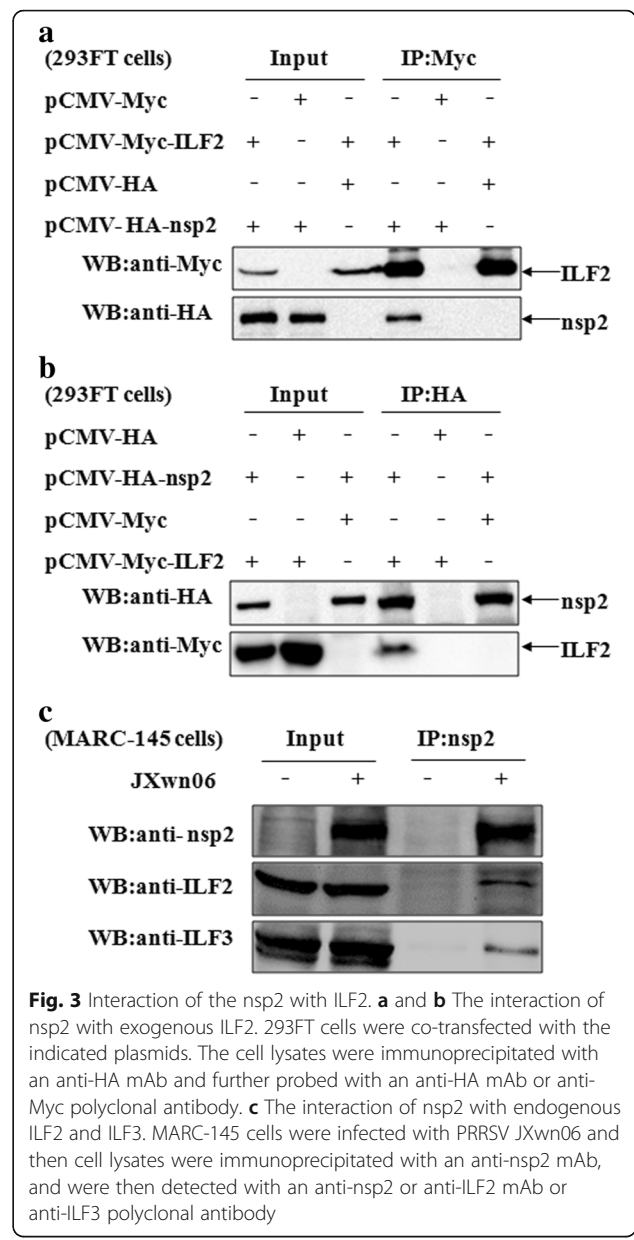 a
(293FT cells) Input IP:Myc
pCMV-Myc - + - - + -
pCMV-Myc-ILF2 + - + + - +
pCMV-HA - - + - - +
pCMV-HA-nsp2 + + - + + -
WB:anti-Myc ILF2
WB:anti-HA nsp2
b
(293FT cells) Input IP:HA
pCMV-HA - + - - + -
pCMV-HA-nsp2 + - + + - +
pCMV-Myc - - + - - +
pCMV-Myc-ILF2 + + - + + -
WB:anti-HA nsp2
WB:anti-Myc ILF2
c
(MARC-145 cells) Input IP:nsp2
JXwn06 - + - +
WB:anti-nsp2
WB:anti-ILF2
WB:anti-ILF3
Fig. 3 Interaction of the nsp2 with ILF2. a and b The interaction of
nsp2 with exogenous ILF2. 293FT cells were co-transfected with the
indicated plasmids. The cell lysates were immunoprecipitated with
an anti-HA mAb and further probed with an anti-HA mAb or anti-
Myc polyclonal antibody. c The interaction of nsp2 with endogenous
ILF2 and ILF3. MARC-145 cells were infected with PRRSV JXwn06 and
then cell lysates were immunoprecipitated with an anti-nsp2 mAb,
and were then detected with an anti-nsp2 or anti-ILF2 mAb or
anti-ILF3 polyclonal antibody